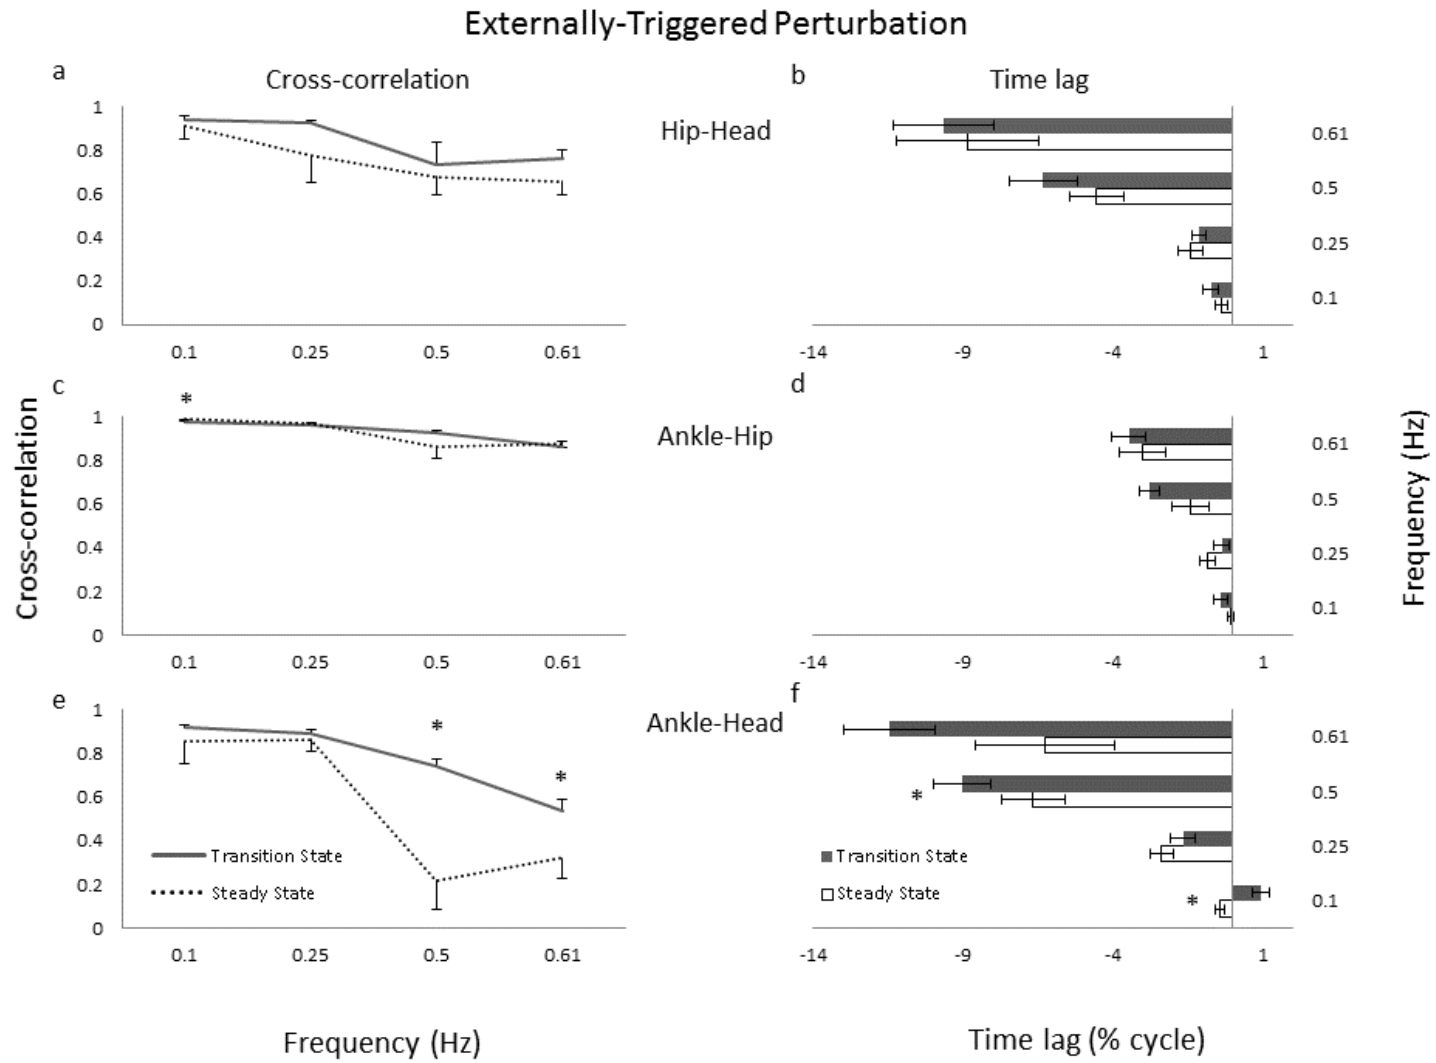 Externally-Triggered Perturbation
a
Cross-correlation
b
Time lag
Hip-Head
1
0.8
0.6
0.4
0.2
0
0.1 0.25 0.5 0.61
0.61
0.5
0.25
0.1
-14 -9 -4 1
c
*
d
Ankle-Hip
1
0.8
0.6
0.4
0.2
0
0.1 0.25 0.5 0.61
0.61
0.5
0.25
0.1
-14 -9 -4 1
Cross-correlation
Frequency (Hz)
e
f
Ankle-Head
1
0.8
0.6
0.4
0.2
0
*
*
Transition State
Steady State
0.1 0.25 0.5 0.61
0.61
0.5
0.25
0.1
*
*
Transition State
Steady State
-14 -9 -4 1
Frequency (Hz)
Time lag (% cycle)